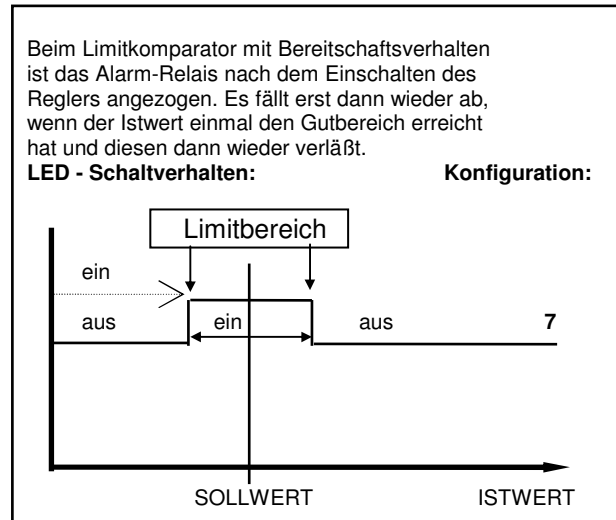 Beim Limitkomparator mit Bereitschaftsverhalten
ist das Alarm-Relais nach dem Einschalten des
Reglers angezogen. Es fällt erst dann wieder ab,
wenn der Istwert einmal den Gutbereich erreicht
hat und diesen dann wieder verläßt.
LED - Schaltverhalten: Konfiguration:
Limitbereich
ein
aus ein aus 7
SOLLWERT ISTWERT